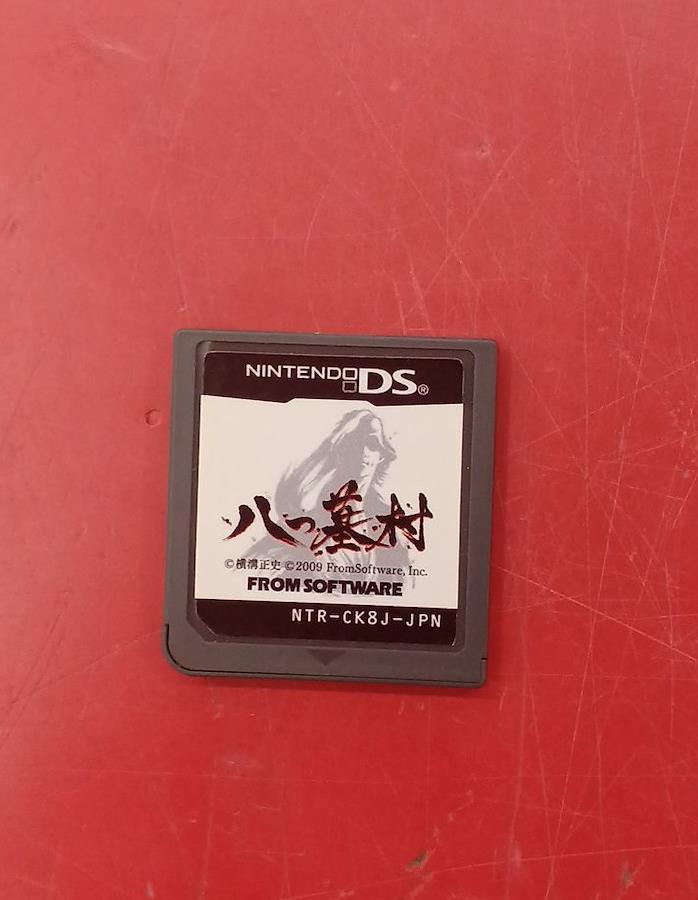 NINTENDO DS®
八つ墓村
©横溝正史 ©2009 FromSoftware, Inc.
FROM SOFTWARE
NTR-CK8J-JPN